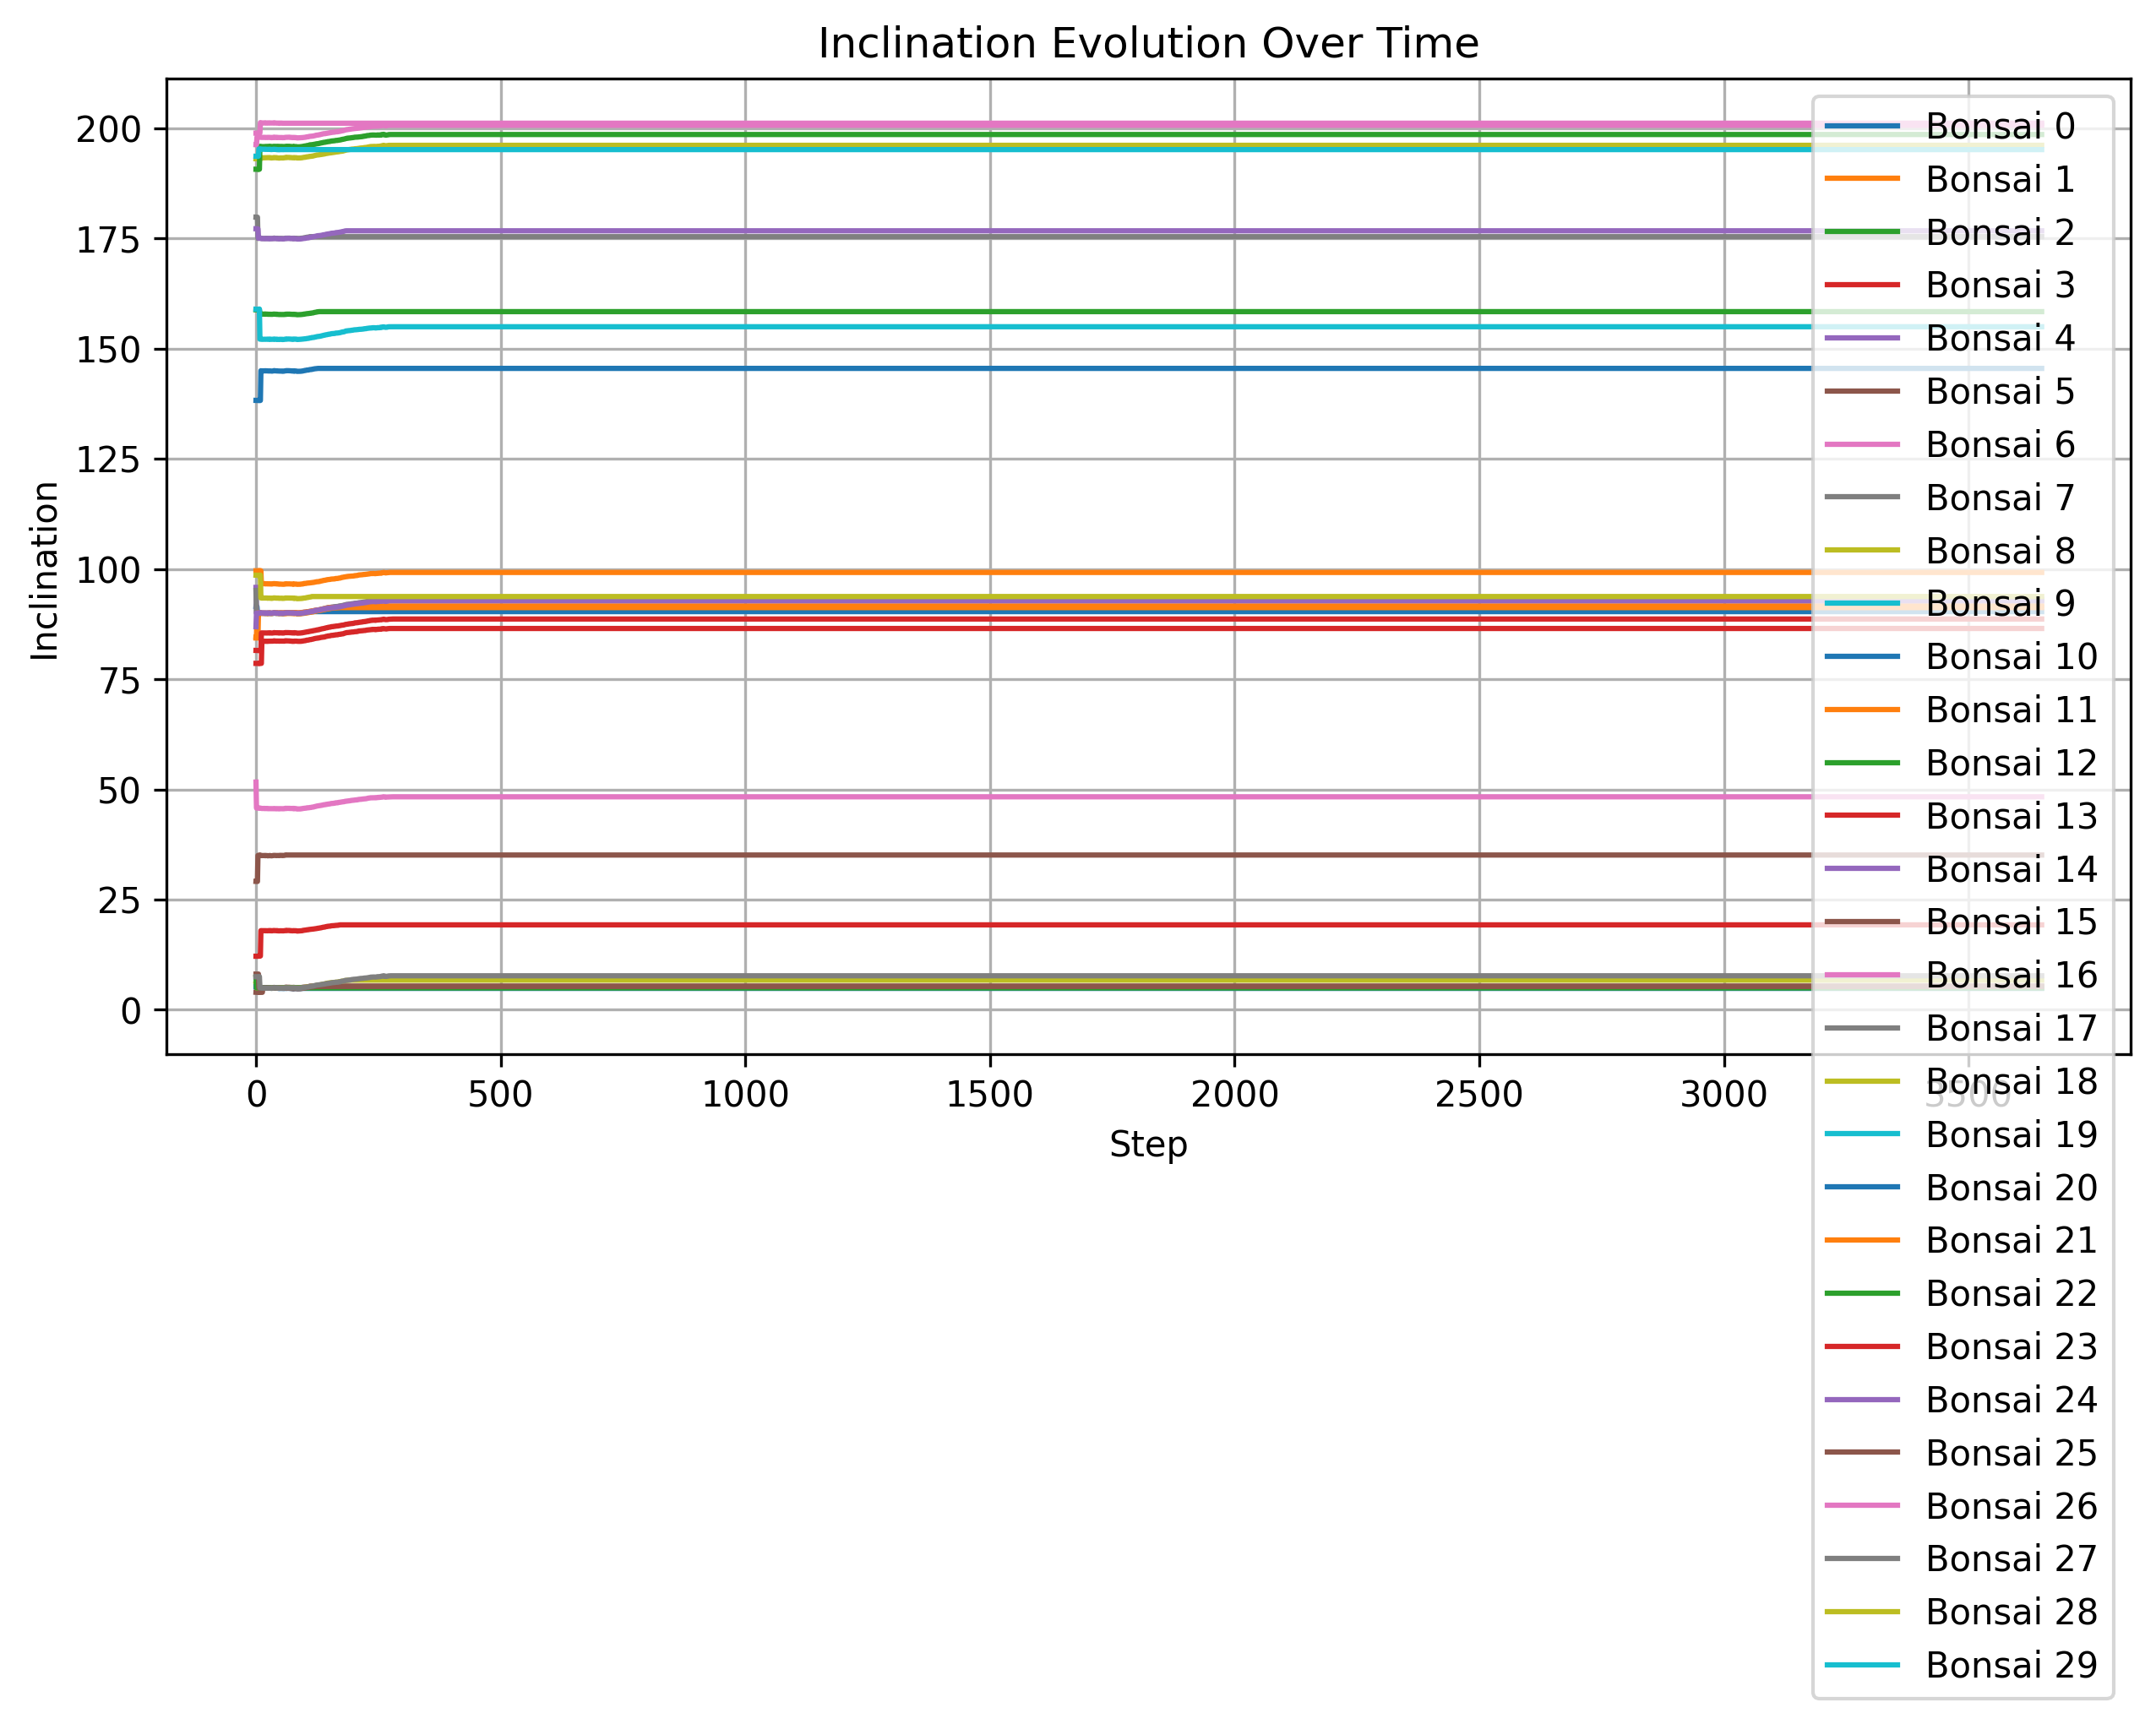 Inclination Evolution Over Time
200
175
150
125
100
75
50
25
0
Inclination
0 500 1000 1500 2000 2500 3000 3500
Step
Bonsai 0
Bonsai 1
Bonsai 2
Bonsai 3
Bonsai 4
Bonsai 5
Bonsai 6
Bonsai 7
Bonsai 8
Bonsai 9
Bonsai 10
Bonsai 11
Bonsai 12
Bonsai 13
Bonsai 14
Bonsai 15
Bonsai 16
Bonsai 17
Bonsai 18
Bonsai 19
Bonsai 20
Bonsai 21
Bonsai 22
Bonsai 23
Bonsai 24
Bonsai 25
Bonsai 26
Bonsai 27
Bonsai 28
Bonsai 29